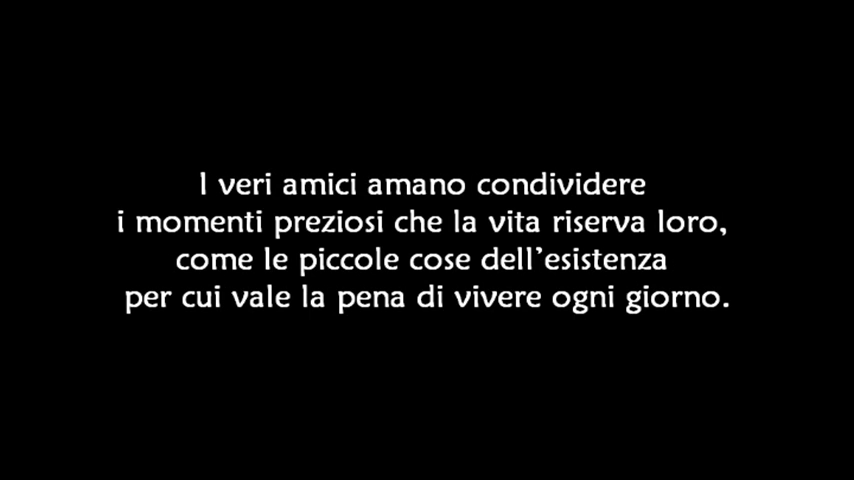 I veri amici amano condividere
i momenti preziosi che la vita riserva loro,
come le piccole cose dell’esistenza
per cui vale la pena di vivere ogni giorno.